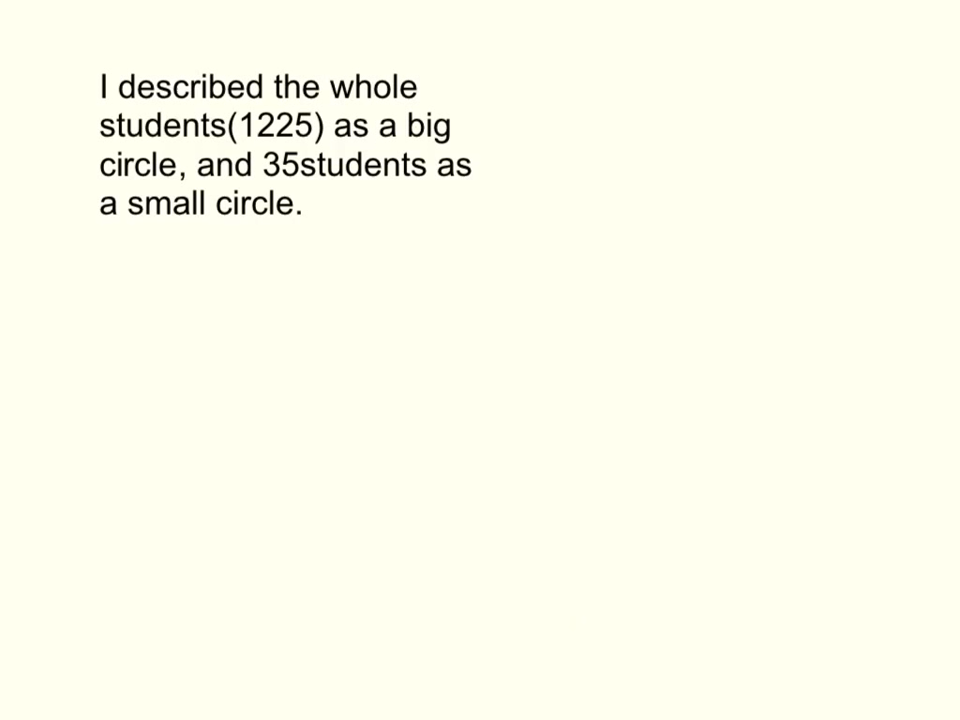 I described the whole
students(1225) as a big
circle, and 35students as
a small circle.